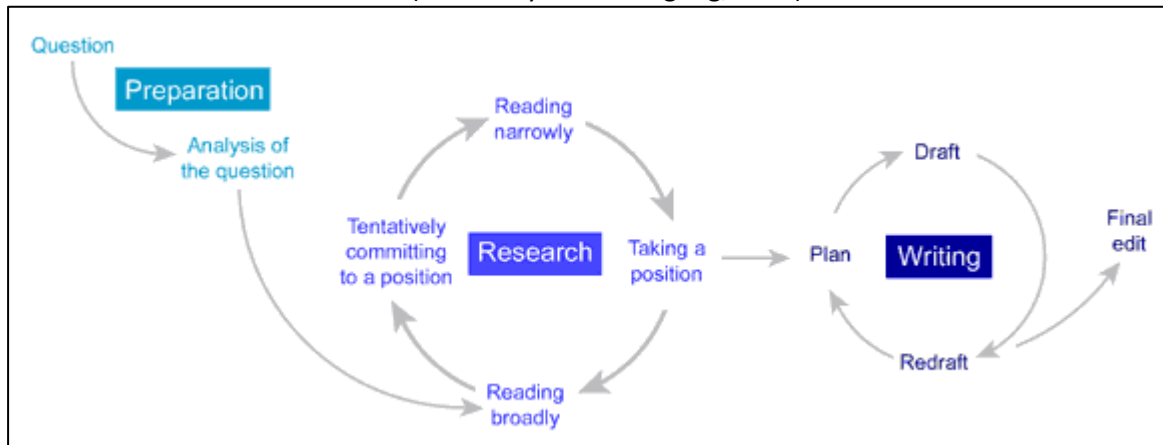 Question
Preparation
Analysis of
the question
Reading
narrowly
Tentatively
committing
to a position
Research
Taking a
position
Reading
broadly
Draft
Plan
Writing
Redraft
Final
edit